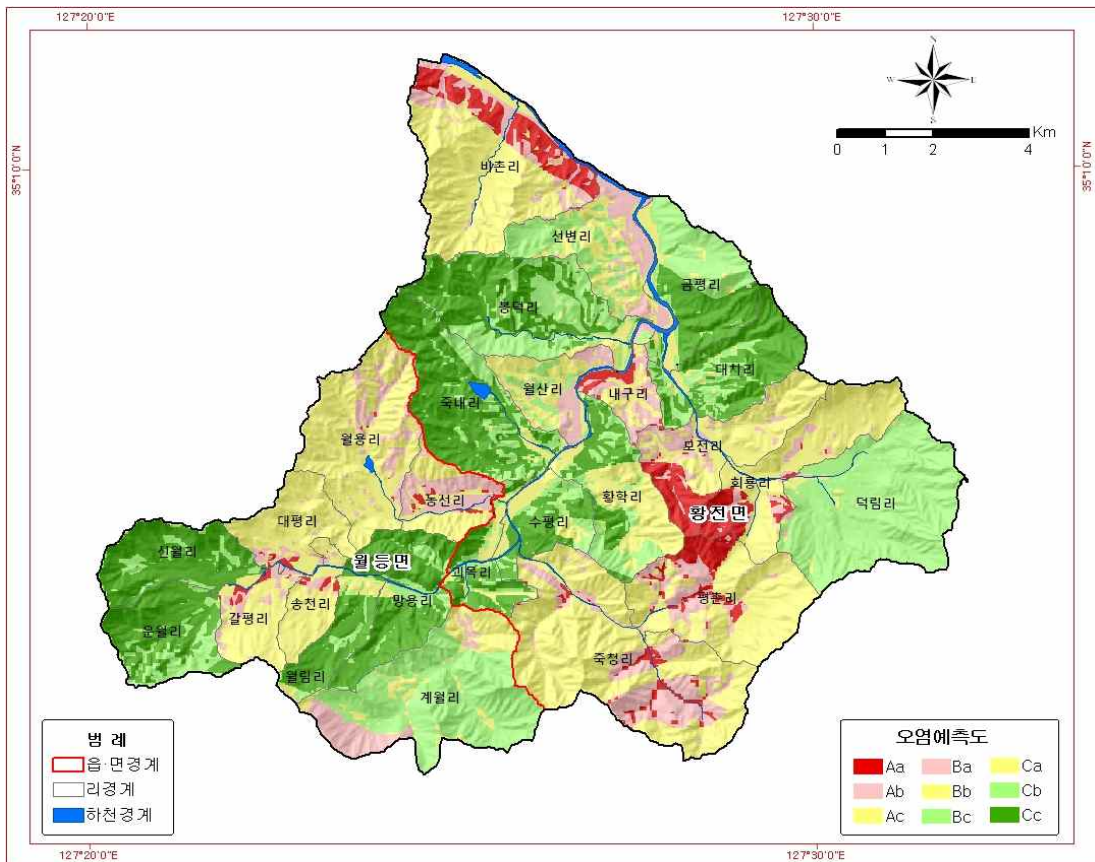 127°20'0"E
127°30'0"E
N
W
E
S
Km
0 1 2 4
35°10'0"N
35°10'0"N
비촌리
선변리
금평리
봉덕리
대치리
월산리
내구리
죽내리
월용리
보전리
회룡리
농선리
황학리
덕림리
황전면
대평리
수평리
선월리
월등면
괴목리
송천리
망용리
평촌리
갈평리
운월리
죽청리
월림리
계월리
범 례
읍·면경계
리경계
하천경계
오염예측도
Aa Ba Ca
Ab Bb Cb
Ac Bc Cc
127°20'0"E
127°30'0"E